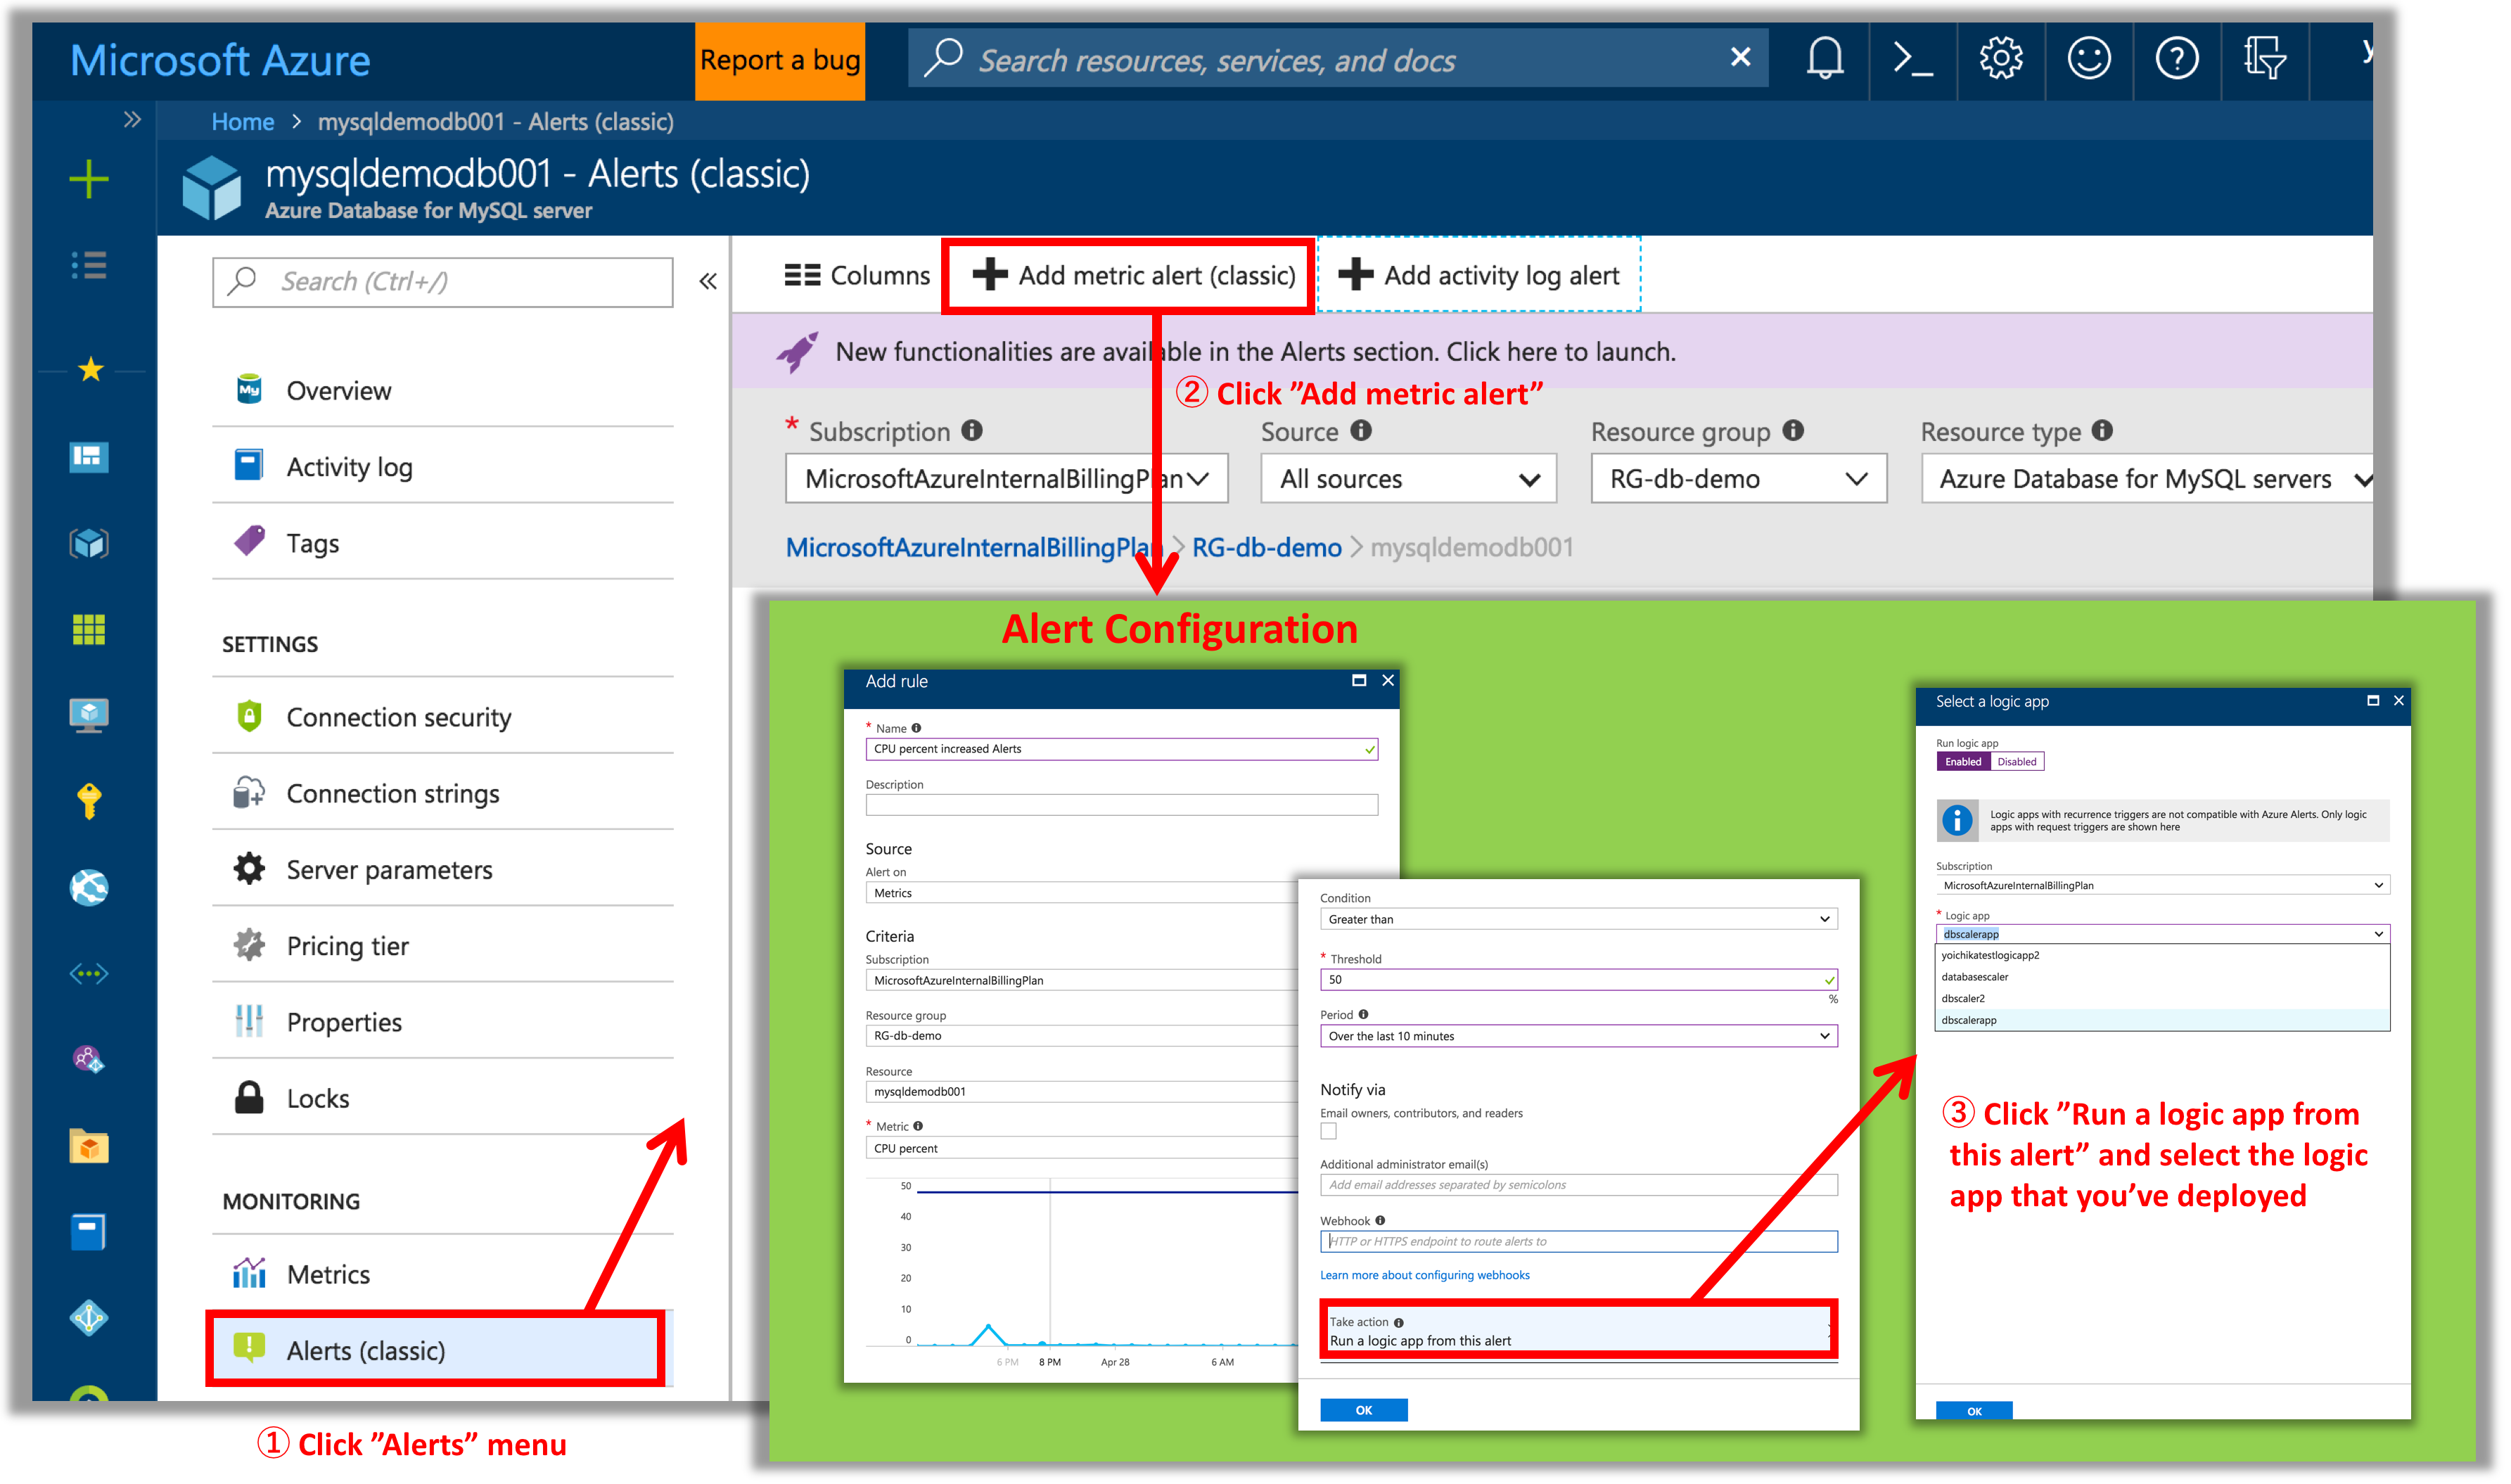 Microsoft Azure
Report a bug
Search resources, services, and docs
Home > mysqldemodb001 - Alerts (classic)
mysqldemodb001 - Alerts (classic)
Azure Database for MySQL server
Search (Ctrl+/)
Overview
Activity log
Tags
SETTINGS
Connection security
Connection strings
Server parameters
Pricing tier
Properties
Locks
MONITORING
Metrics
Alerts (classic)
① Click ”Alerts” menu
Columns
Add metric alert (classic)
Add activity log alert
New functionalities are available in the Alerts section. Click here to launch.
② Click ”Add metric alert”
* Subscription
MicrosoftAzureInternalBillingPlan
Source
All sources
Resource group
RG-db-demo
Resource type
Azure Database for MySQL servers
MicrosoftAzureInternalBillingPlan > RG-db-demo > mysqldemodb001
Alert Configuration
Add rule
* Name
CPU percent increased Alerts
Description
Source
Alert on
Metrics
Criteria
Subscription
MicrosoftAzureInternalBillingPlan
Resource group
RG-db-demo
Resource
mysqldemodb001
* Metric
CPU percent
50
40
30
20
10
0
6 PM 8 PM Apr 28 6 AM
Condition
Greater than
* Threshold
50
%
Period
Over the last 10 minutes
Notify via
Email owners, contributors, and readers
Additional administrator email(s)
Add email addresses separated by semicolons
Webhook
HTTP or HTTPS endpoint to route alerts to
Learn more about configuring webhooks
Take action
Run a logic app from this alert
OK
Select a logic app
Run logic app
Enabled Disabled
Logic apps with recurrence triggers are not compatible with Azure Alerts. Only logic
apps with request triggers are shown here
Subscription
MicrosoftAzureInternalBillingPlan
* Logic app
dbscalerapp
yoichikatestlogicapp2
databasescaler
dbscaler2
dbscalerapp
③ Click ”Run a logic app from
this alert” and select the logic
app that you’ve deployed
OK